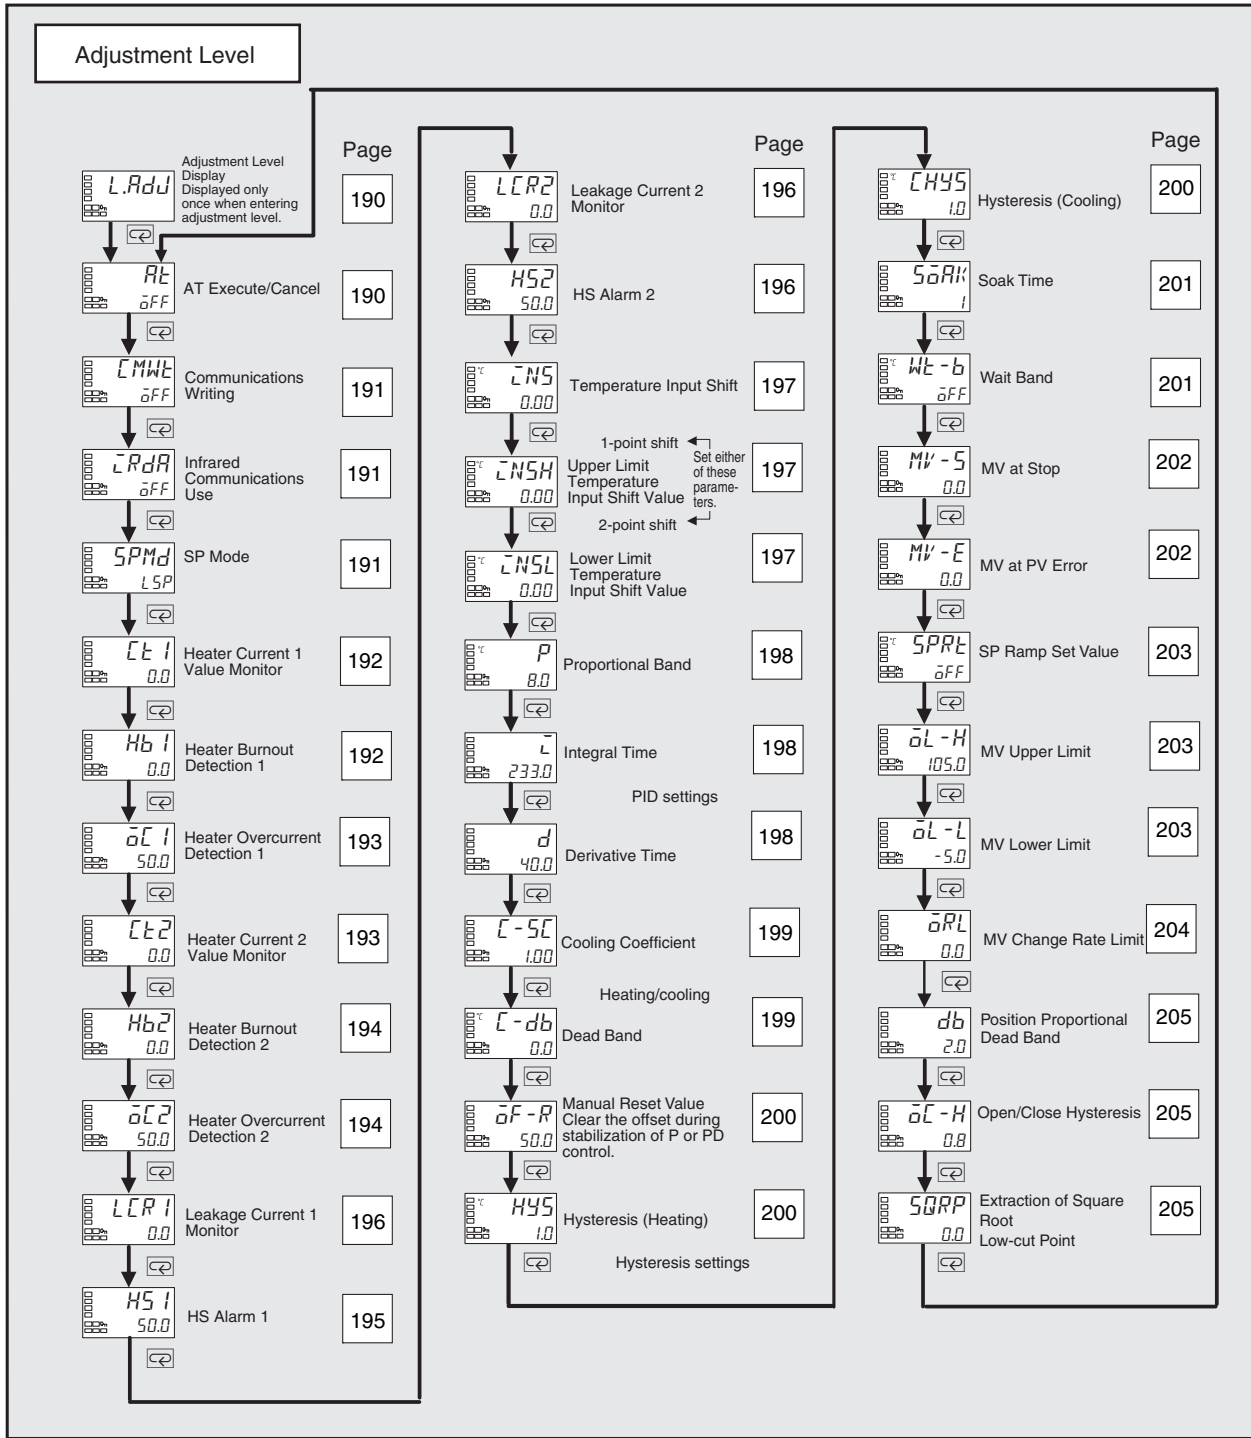 Adjustment Level
Page
L.AdJ
Adjustment Level
Display
Displayed only
once when entering
adjustment level.
190
At
oFF
AT Execute/Cancel
190
CMWt
oFF
Communications
Writing
191
iRdA
oFF
Infrared
Communications
Use
191
SPMd
LSP
SP Mode
191
Ct1
0.0
Heater Current 1
Value Monitor
192
Hb1
0.0
Heater Burnout
Detection 1
192
oC1
50.0
Heater Overcurrent
Detection 1
193
Ct2
0.0
Heater Current 2
Value Monitor
193
Hb2
0.0
Heater Burnout
Detection 2
194
oC2
50.0
Heater Overcurrent
Detection 2
194
LCR1
0.0
Leakage Current 1
Monitor
196
HS1
50.0
HS Alarm 1
195
Page
LCR2
0.0
Leakage Current 2
Monitor
196
HS2
50.0
HS Alarm 2
196
°C
iNS
0.00
Temperature Input Shift
197
1-point shift
°C
iNSH
0.00
Upper Limit
Temperature
Input Shift Value
Set either
of these
parame-
ters.
197
2-point shift
°C
iNSL
0.00
Lower Limit
Temperature
Input Shift Value
197
°C
P
8.0
Proportional Band
198
i
233.0
Integral Time
198
PID settings
d
40.0
Derivative Time
198
C-SC
1.00
Cooling Coefficient
199
Heating/cooling
°C
C-db
0.0
Dead Band
199
oF-R
50.0
Manual Reset Value
Clear the offset during
stabilization of P or PD
control.
200
°C
HYS
1.0
Hysteresis (Heating)
200
Hysteresis settings
Page
°C
CHYS
1.0
Hysteresis (Cooling)
200
SoAK
1
Soak Time
201
°C
Wt-b
oFF
Wait Band
201
MV-S
0.0
MV at Stop
202
MV-E
0.0
MV at PV Error
202
°C
SPRt
oFF
SP Ramp Set Value
203
oL-H
105.0
MV Upper Limit
203
oL-L
-5.0
MV Lower Limit
203
oRL
0.0
MV Change Rate Limit
204
db
2.0
Position Proportional
Dead Band
205
oC-H
0.8
Open/Close Hysteresis
205
SQRP
0.0
Extraction of Square
Root
Low-cut Point
205